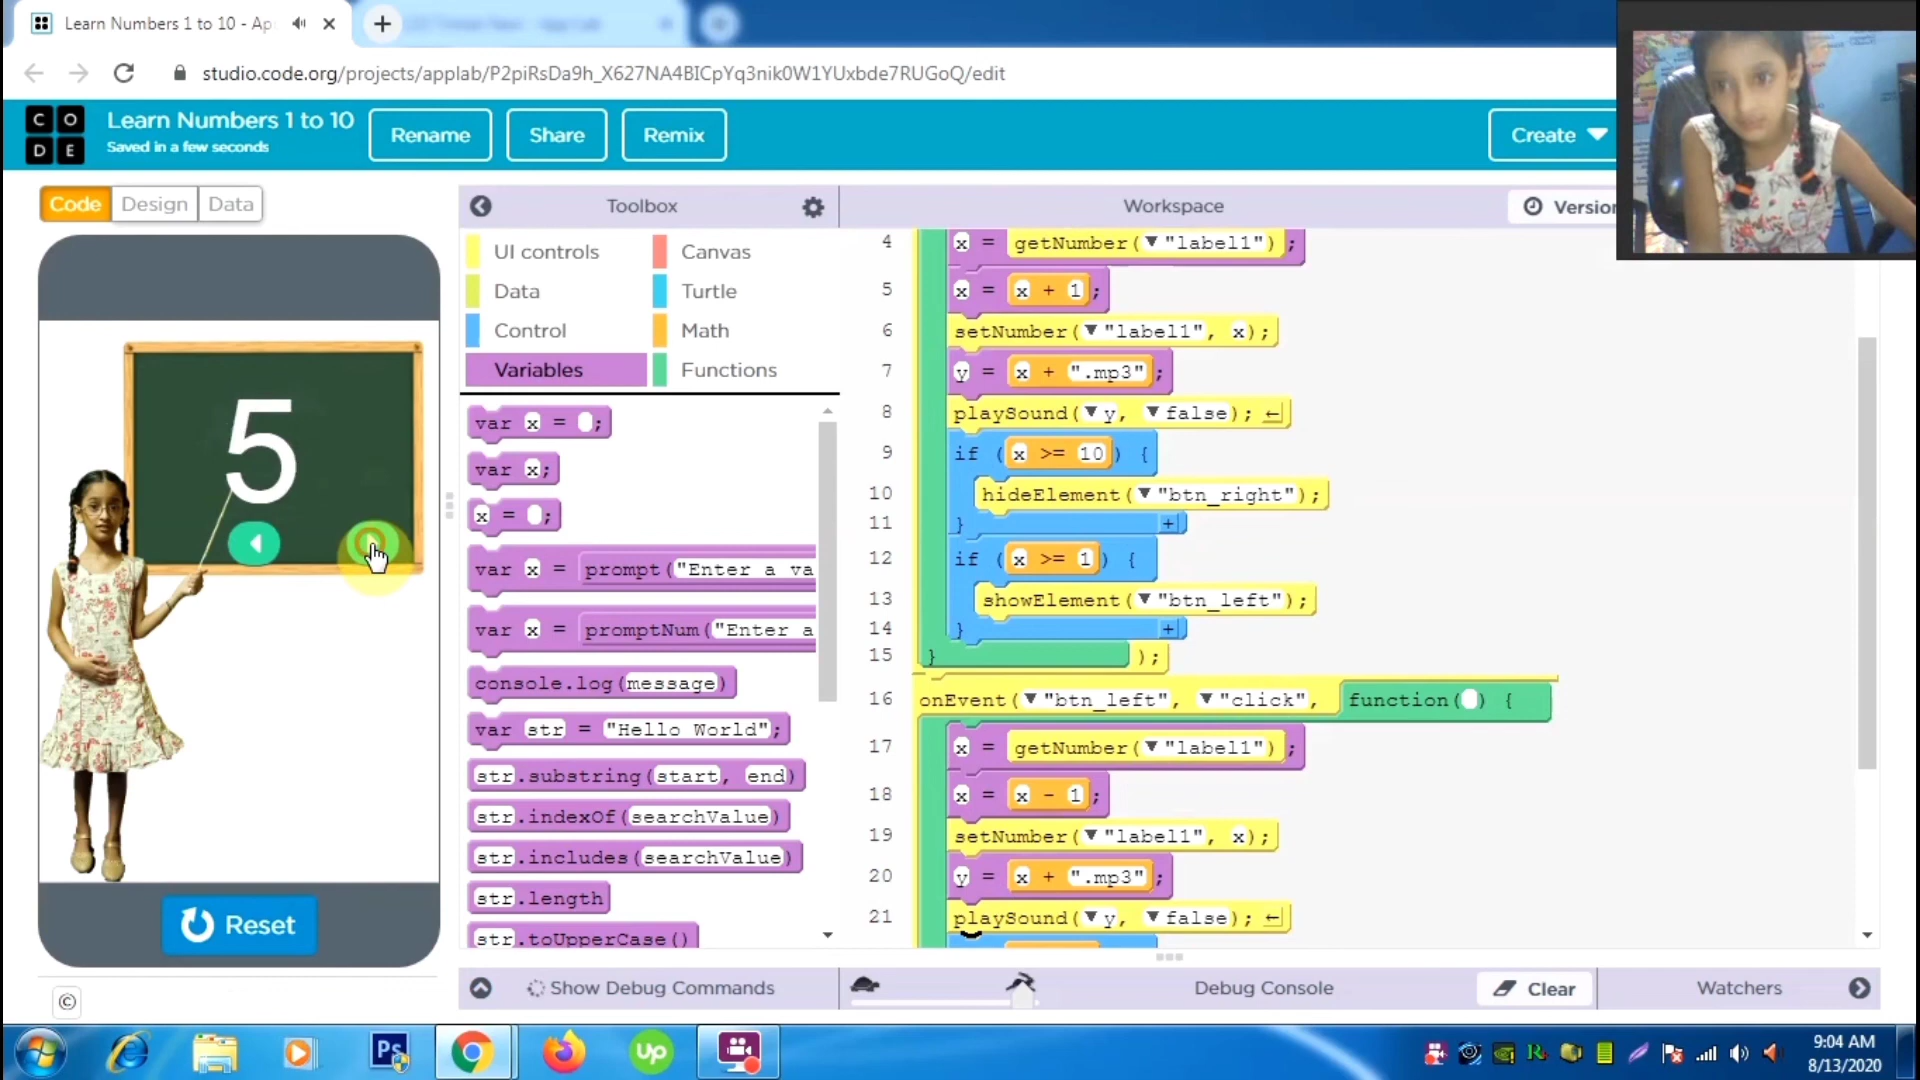 Learn Numbers 1 to 10 - Ap
studio.code.org/projects/applab/P2piRsDa9h_X627NA4BICpYq3nik0W1YUxbde7RUGoQ/edit
C O
D E
Learn Numbers 1 to 10
Saved in a few seconds
Rename
Share
Remix
Create
Code
Design
Data
Toolbox
Workspace
Version
UI controls
Canvas
Data
Turtle
Control
Math
Variables
Functions
5
Reset
©
var x = ;
var x;
x = ;
var x = prompt("Enter a va
var x = promptNum("Enter a
console.log(message)
var str = "Hello World";
str.substring(start, end)
str.indexOf(searchValue)
str.includes(searchValue)
str.length
str.toUpperCase()
4 x = getNumber("label1");
5 x = x + 1;
6 setNumber("label1", x);
7 y = x + ".mp3";
8 playSound(y, false);
9 if (x >= 10) {
10 hideElement("btn_right");
11 }
12 if (x >= 1) {
13 showElement("btn_left");
14 }
15 });
16 onEvent("btn_left", "click", function() {
17 x = getNumber("label1");
18 x = x - 1;
19 setNumber("label1", x);
20 y = x + ".mp3";
21 playSound(y, false);
Show Debug Commands
Debug Console
Clear
Watchers
Ps
Up
9:04 AM
8/13/2020